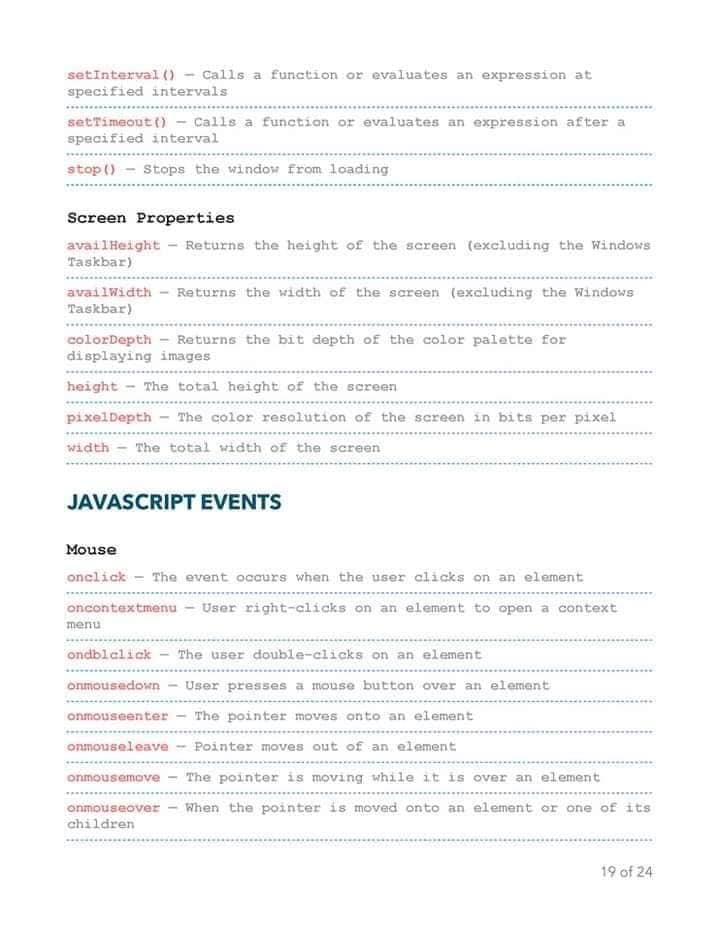 setInterval() — Calls a function or evaluates an expression at
specified intervals
setTimeout() — Calls a function or evaluates an expression after a
specified interval
stop() — Stops the window from loading
Screen Properties
availHeight — Returns the height of the screen (excluding the Windows
Taskbar)
availWidth — Returns the width of the screen (excluding the Windows
Taskbar)
colorDepth — Returns the bit depth of the color palette for
displaying images
height — The total height of the screen
pixelDepth — The color resolution of the screen in bits per pixel
width — The total width of the screen
JAVASCRIPT EVENTS
Mouse
onclick — The event occurs when the user clicks on an element
oncontextmenu — User right-clicks on an element to open a context
menu
ondblclick — The user double-clicks on an element
onmousedown — User presses a mouse button over an element
onmouseenter — The pointer moves onto an element
onmouseleave — Pointer moves out of an element
onmousemove — The pointer is moving while it is over an element
onmouseover — When the pointer is moved onto an element or one of its
children
19 of 24